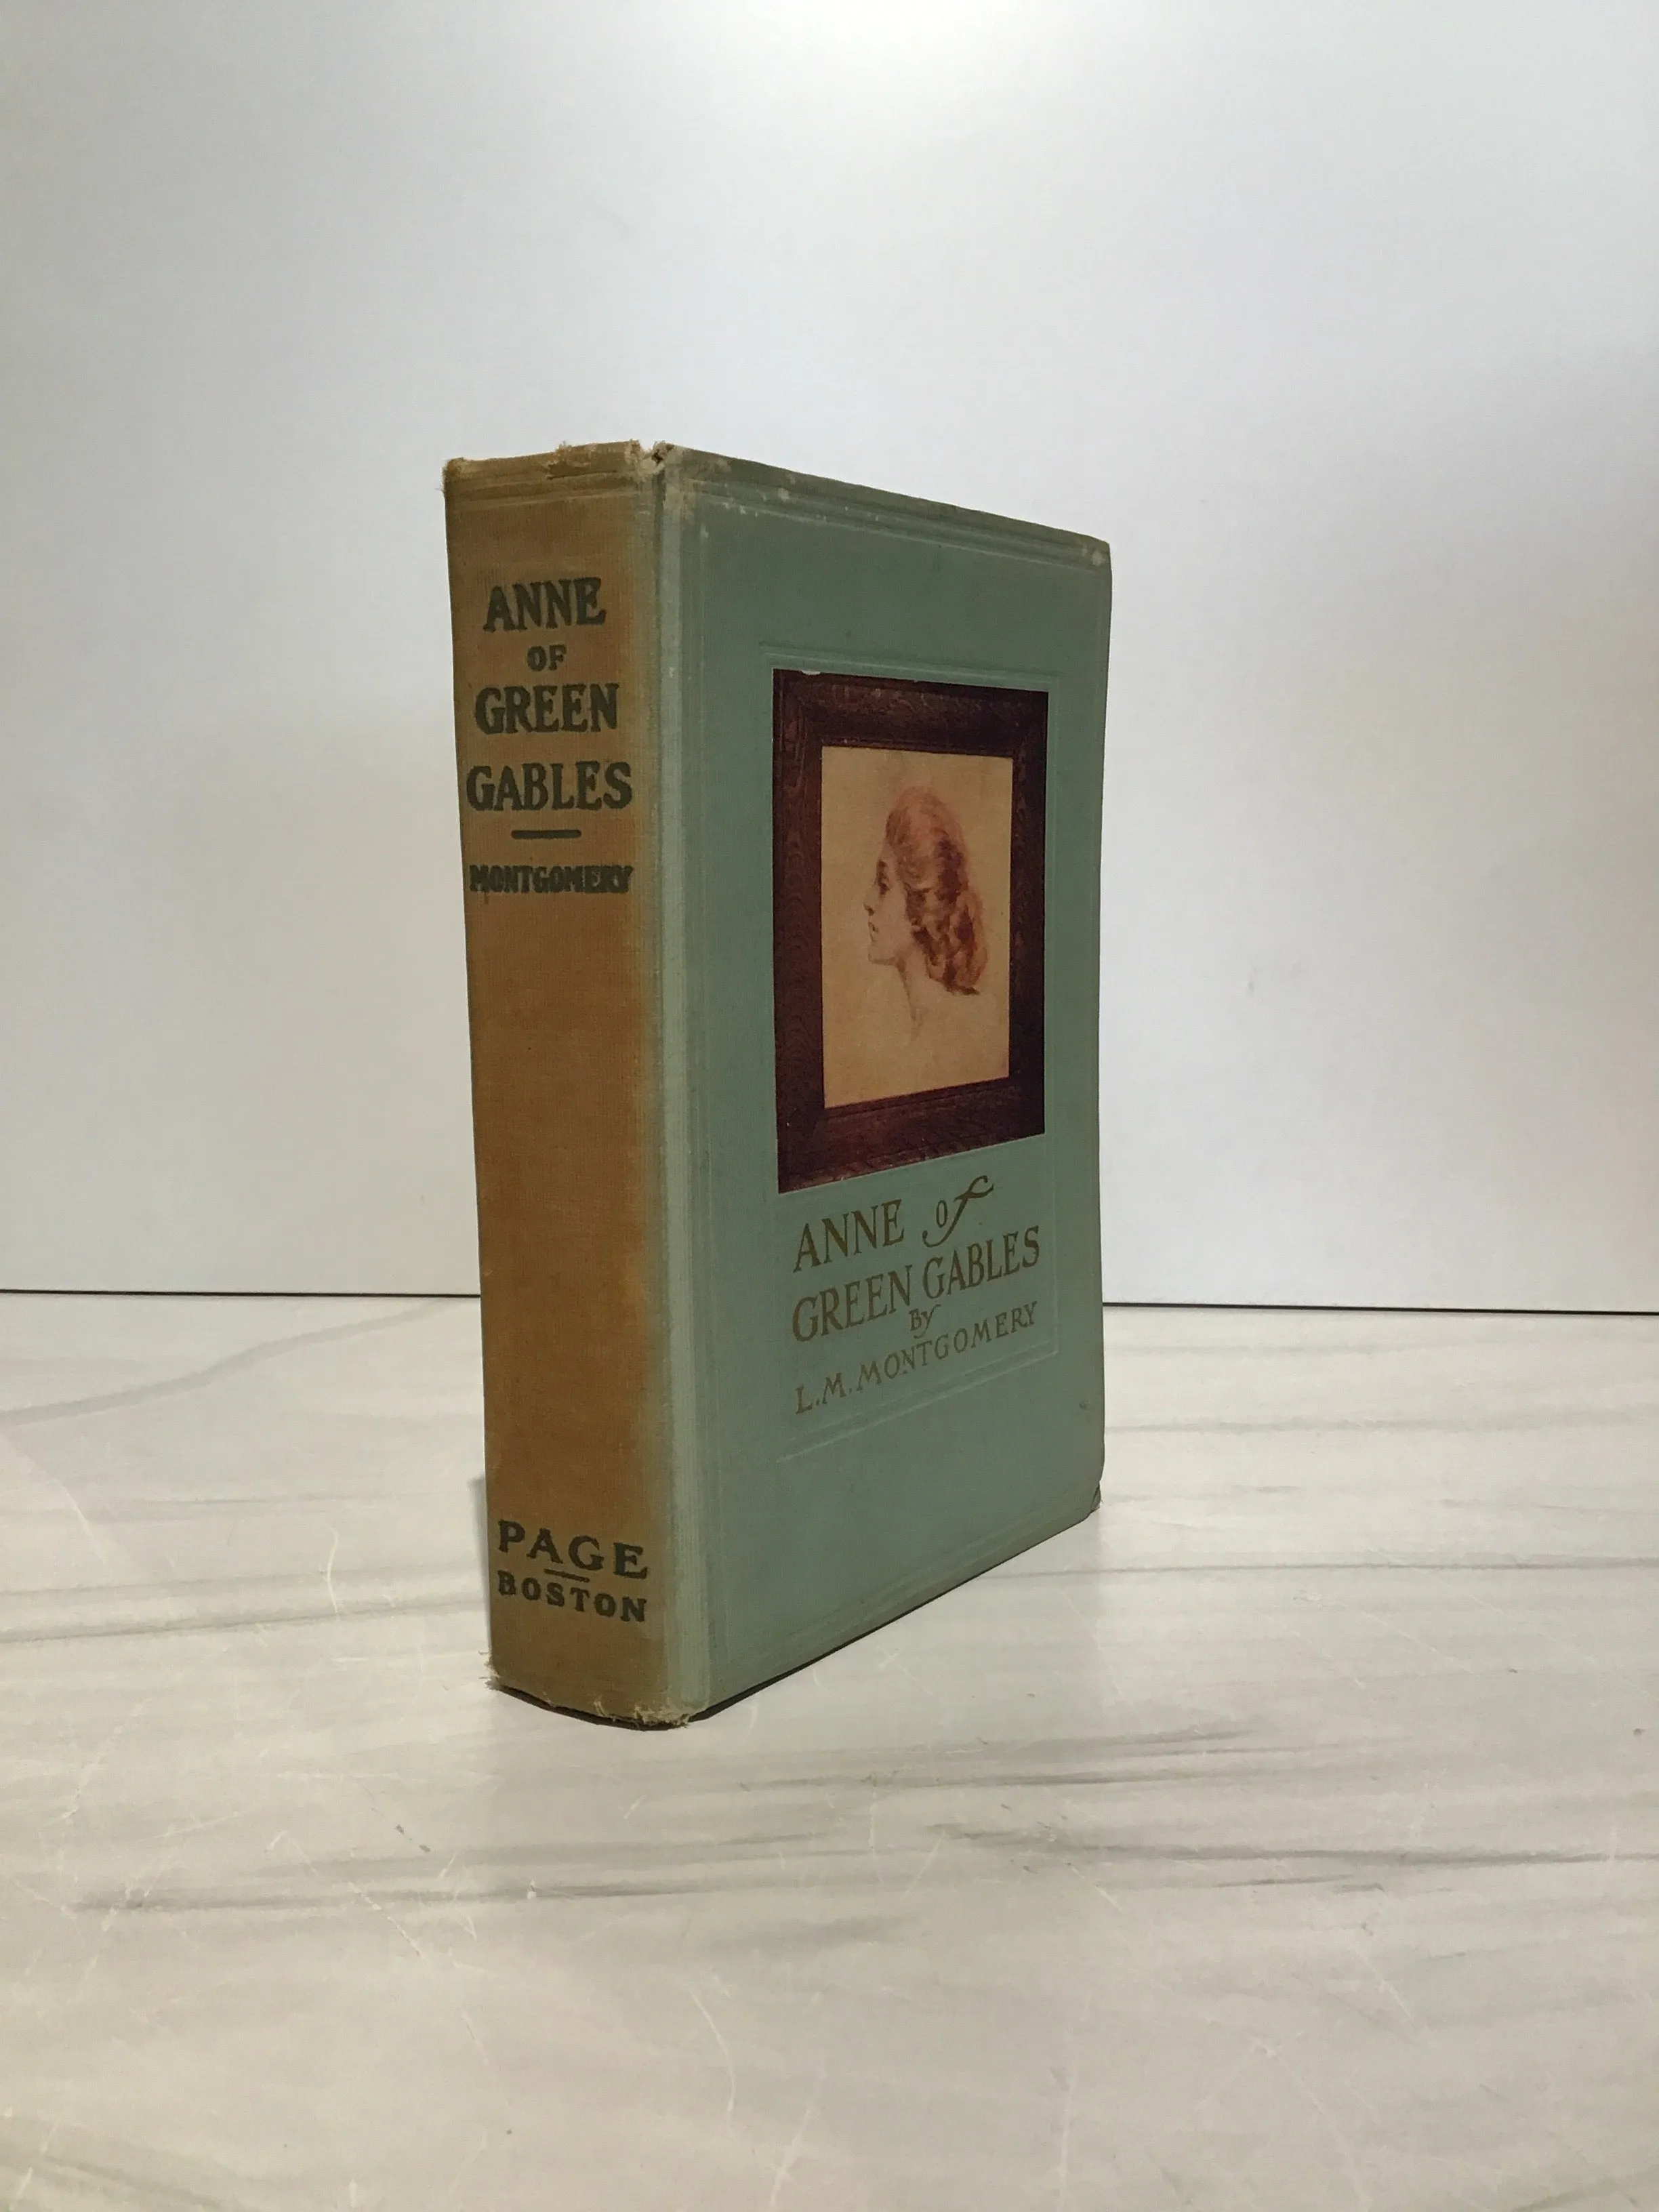 ANNE
OF
GREEN
GABLES
MONTGOMERY
PAGE
BOSTON
ANNE of
GREEN GABLES
By
L.M. MONTGOMERY